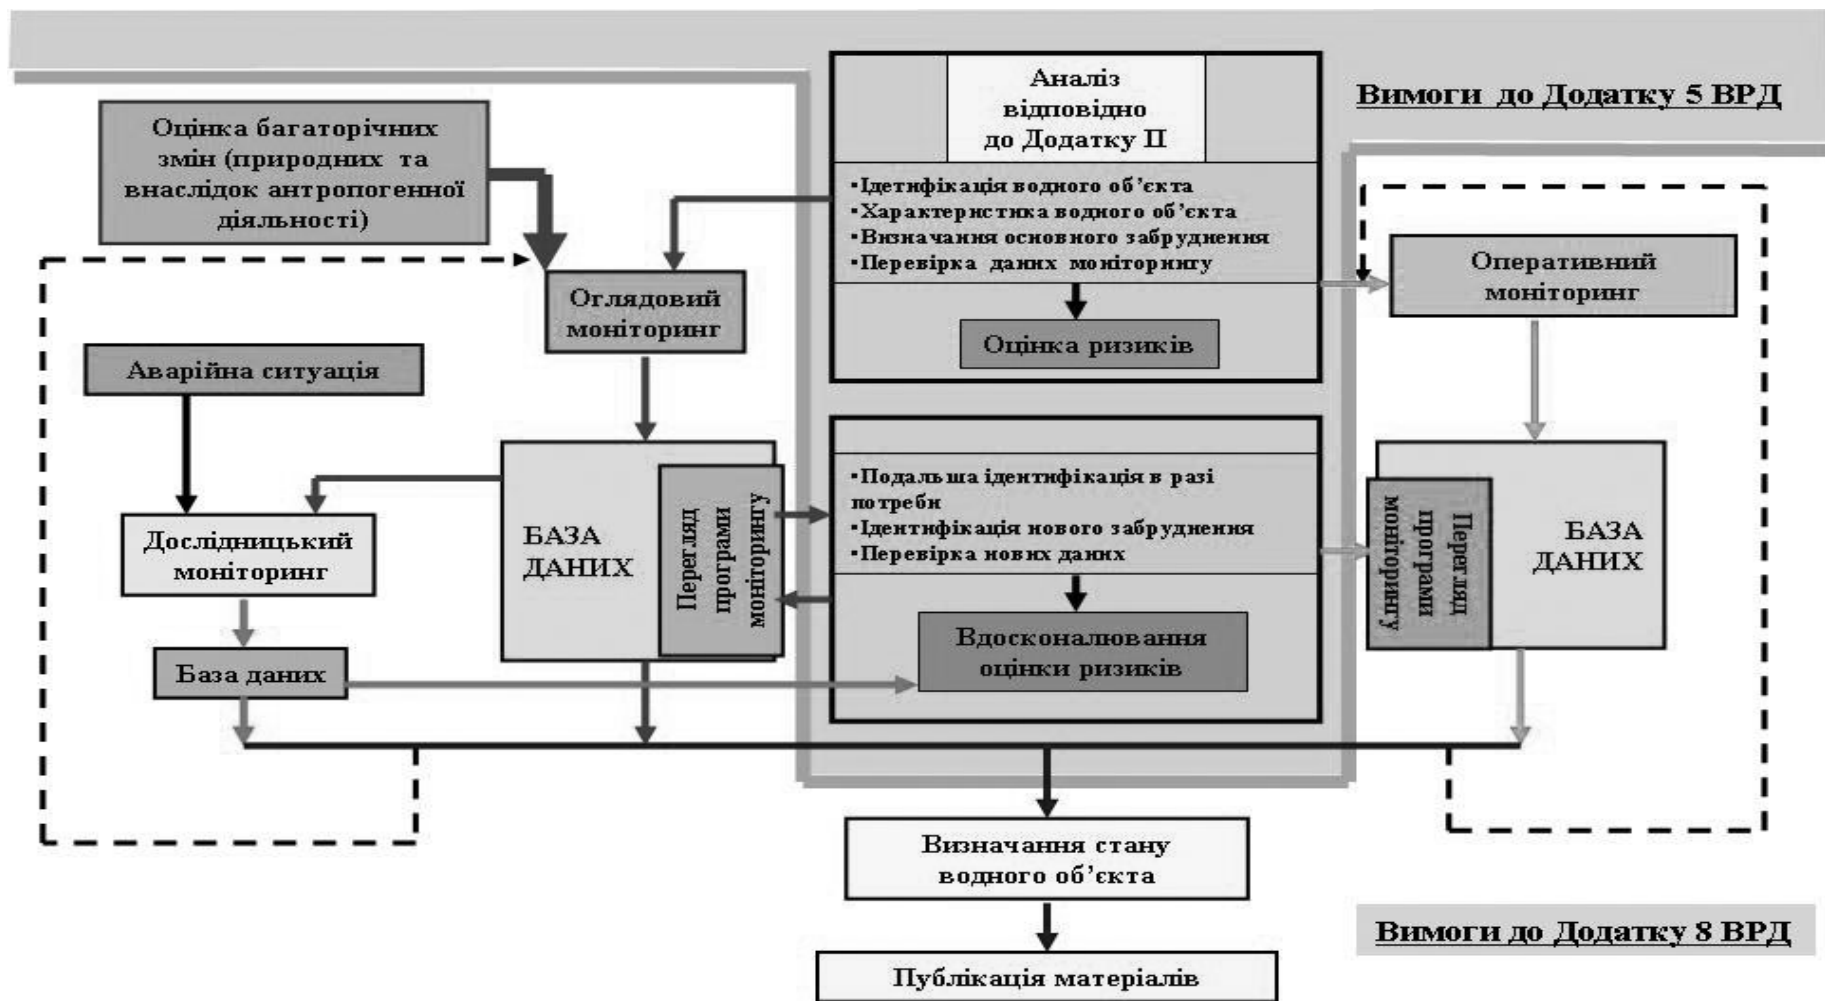 Аналіз
відповідно
до Додатку ІІ
Вимоги до Додатку 5 ВРД
Оцінка багаторічних
змін (природних та
внаслідок антропогенної
діяльності)
▪Ідетифікація водного об’єкта
▪Характеристика водного об’єкта
▪Визначання основного забруднення
▪Перевірка даних моніторнигу
Оцінка ризиків
Оглядовий
моніторинг
Оперативний
моніторинг
Аварійна ситуація
Дослідницький
моніторинг
База даних
БАЗА
ДАНИХ
Перегляд
програми
моніторингу
▪Подальша ідентифікація в разі
потреби
▪Ідентифікація нового забруднення
▪Перевірка нових даних
Вдосконалювання
оцінки ризиків
Перегляд
програми
моніторингу
БАЗА
ДАНИХ
Визначання стану
водного об’єкта
Публікація матеріалів
Вимоги до Додатку 8 ВРД